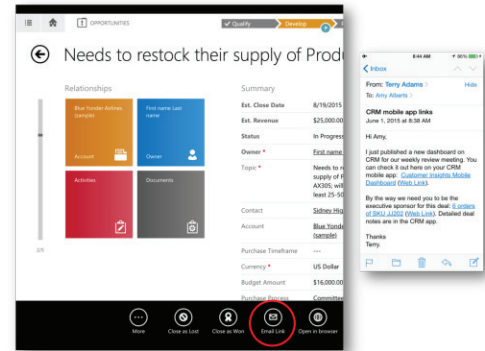 OPPORTUNITIES
Qualify
Develop
Needs to restock their supply of Produ
Relationships
Blue Yonder Airlines
(sample)
Account
First name Last
name
Owner
Activities
Documents
Summary
Est. Close Date 8/19/2015
Est. Revenue $25,000.00
Status In Progress
Owner * First name
Topic * Needs to r
supply of P
AX305; will
least 25-50
Contact Sidney Hig
Account Blue Yonde
(sample)
Purchase Timeframe ---
Currency * US Dollar
Budget Amount $16,000.00
Purchase Process Committee
More
Close as Lost
Close as Won
Email Link
Open in browser
8:44 AM
Inbox
From: Terry Adams
Hide
To: Amy Alberts
CRM mobile app links
June 1, 2015 at 8:38 AM
Hi Amy,
I just published a new dashboard on
CRM for our weekly review meeting. You
can check it out here on your CRM
mobile app: Customer Insights Mobile
Dashboard (Web Link).
By the way we need you to be the
executive sponsor for this deal: 6 orders
of SKU JJ202 (Web Link). Detailed deal
notes are in the CRM app.
Thanks
Terry.